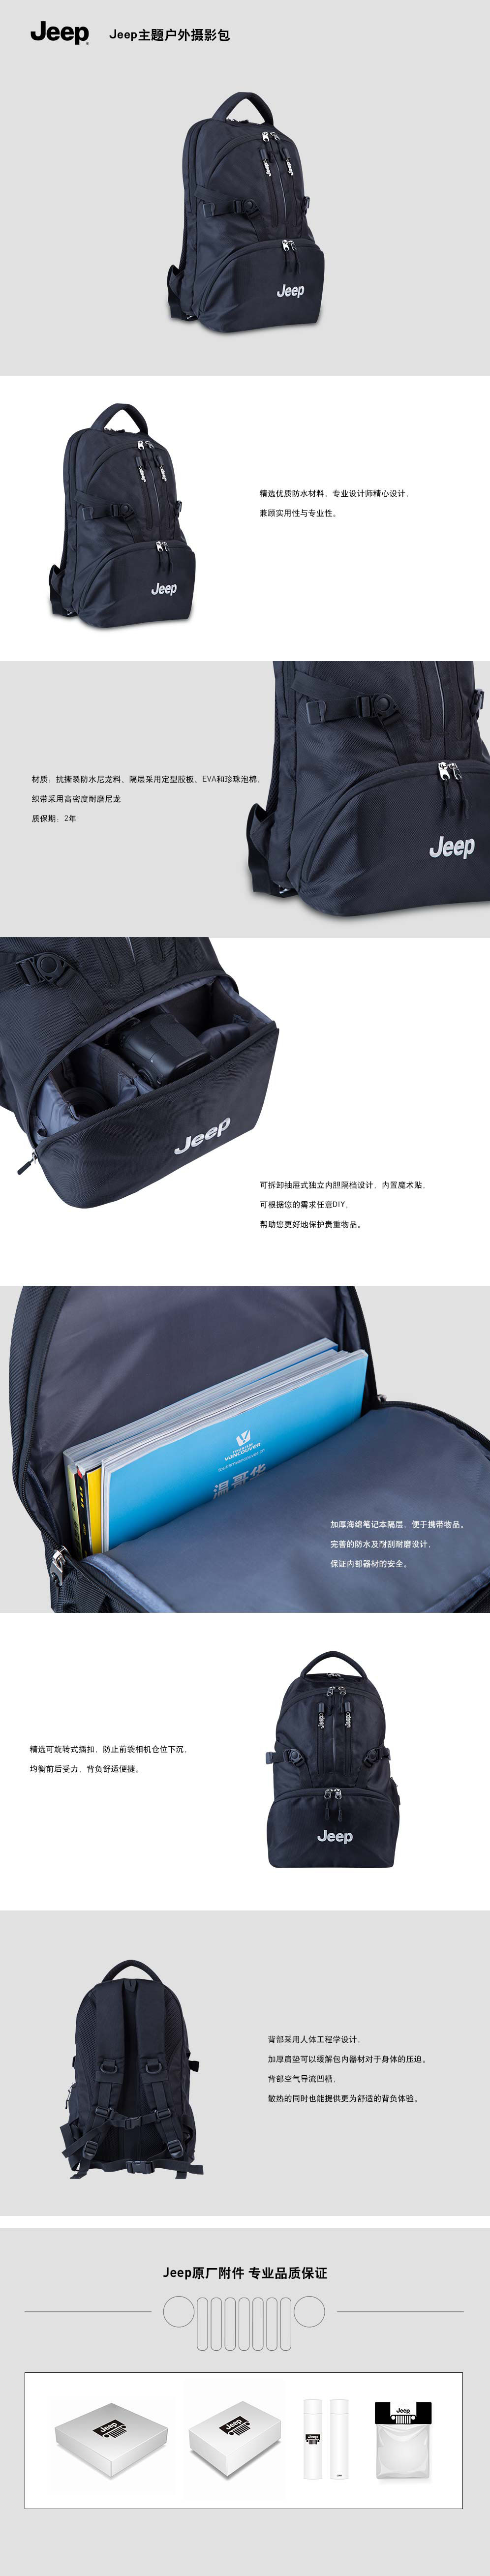 Jeep
Jeep主题户外摄影包
Jeep
Jeep
精选优质防水材料，专业设计师精心设计，
兼顾实用性与专业性。
材质：抗撕裂防水尼龙料、隔层采用定型胶板、EVA和珍珠泡棉，
织带采用高密度耐磨尼龙
质保期：2年
Jeep
Jeep
可拆卸抽屉式独立内胆隔档设计，内置魔术贴，
可根据您的需求任意DIY，
帮助您更好地保护贵重物品。
VANCOUVER
温哥华
加厚海绵笔记本隔层，便于携带物品。
完善的防水及耐刮耐磨设计，
保证内部器材的安全。
精选可旋转式插扣，防止前袋相机仓位下沉，
均衡前后受力，背负舒适便捷。
Jeep
背部采用人体工程学设计，
加厚肩垫可以缓解包内器材对于身体的压迫。
背部空气导流凹槽，
散热的同时也能提供更为舒适的背负体验。
Jeep原厂附件 专业品质保证
Jeep
Jeep
Jeep
Jeep